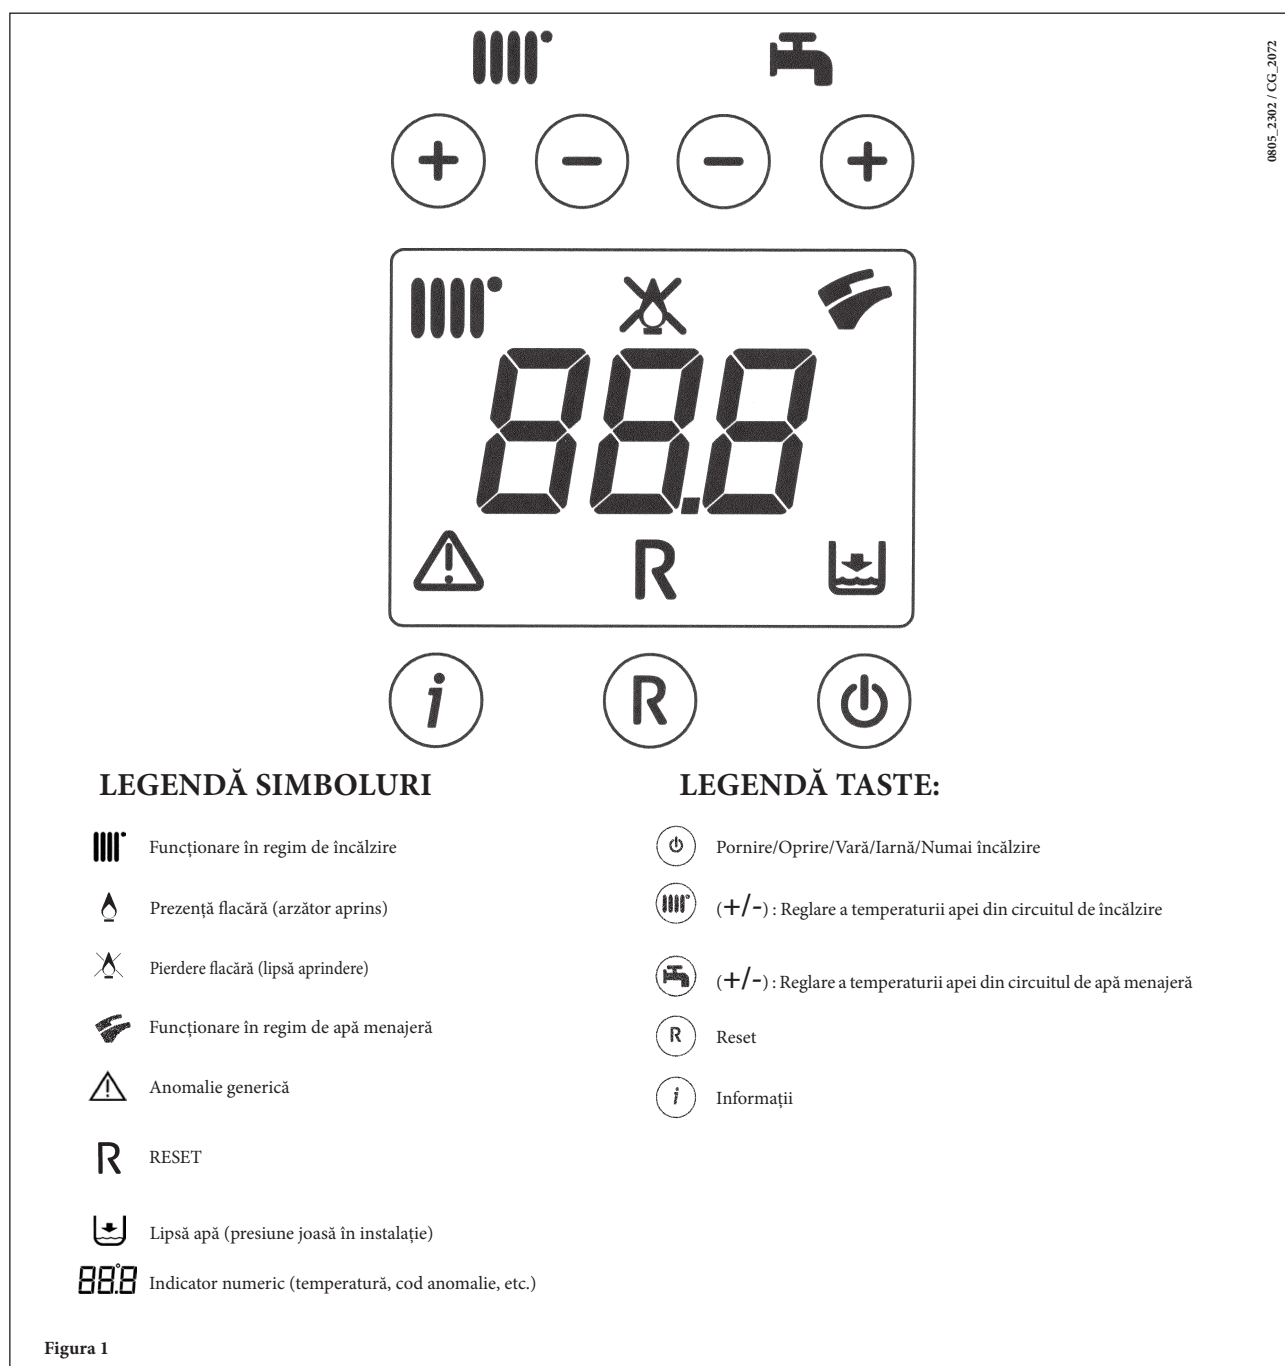 0805_2302 / CG_2072
+ - - +
88.8
R
i R
LEGENDĂ SIMBOLURI
Funcționare în regim de încălzire
Prezență flacără (arzător aprins)
Pierdere flacără (lipsă aprindere)
Funcționare în regim de apă menajeră
Anomalie generică
R RESET
Lipsă apă (presiune joasă în instalație)
88.8 Indicator numeric (temperatură, cod anomalie, etc.)
LEGENDĂ TASTE:
Pornire/Oprire/Vară/Iarnă/Numai încălzire
(+/-) : Reglare a temperaturii apei din circuitul de încălzire
(+/-) : Reglare a temperaturii apei din circuitul de apă menajeră
R Reset
i Informații
Figura 1